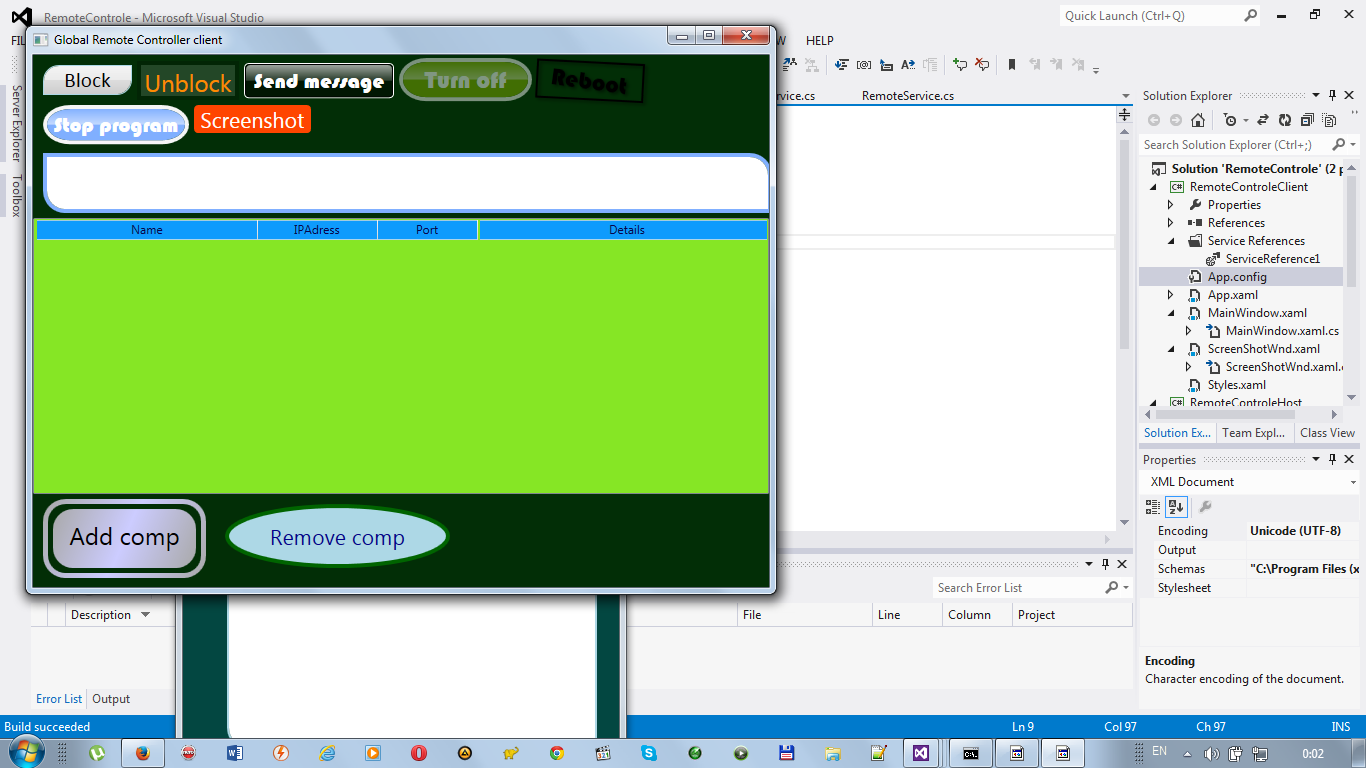 RemoteControle - Microsoft Visual Studio
Quick Launch (Ctrl+Q)
Global Remote Controller client
HELP
Block
Unblock
Send message
Turn off
Reboot
Stop program
Screenshot
Name
IPAdress
Port
Details
Add comp
Remove comp
Server Explorer
Toolbox
RemoteService.cs
Solution Explorer
Search Solution Explorer (Ctrl+;)
Solution 'RemoteControle' (2 p
RemoteControleClient
Properties
References
Service References
ServiceReference1
App.config
App.xaml
MainWindow.xaml
MainWindow.xaml.cs
ScreenShotWnd.xaml
ScreenShotWnd.xaml.c
Styles.xaml
RemoteControleHost
Solution Ex...
Team Expl...
Class View
Properties
XML Document
Encoding
Unicode (UTF-8)
Output
Schemas
"C:\Program Files (x
Stylesheet
Encoding
Character encoding of the document.
Search Error List
Description
File
Line
Column
Project
Error List
Output
Build succeeded
Ln 9
Col 97
Ch 97
INS
EN
0:02